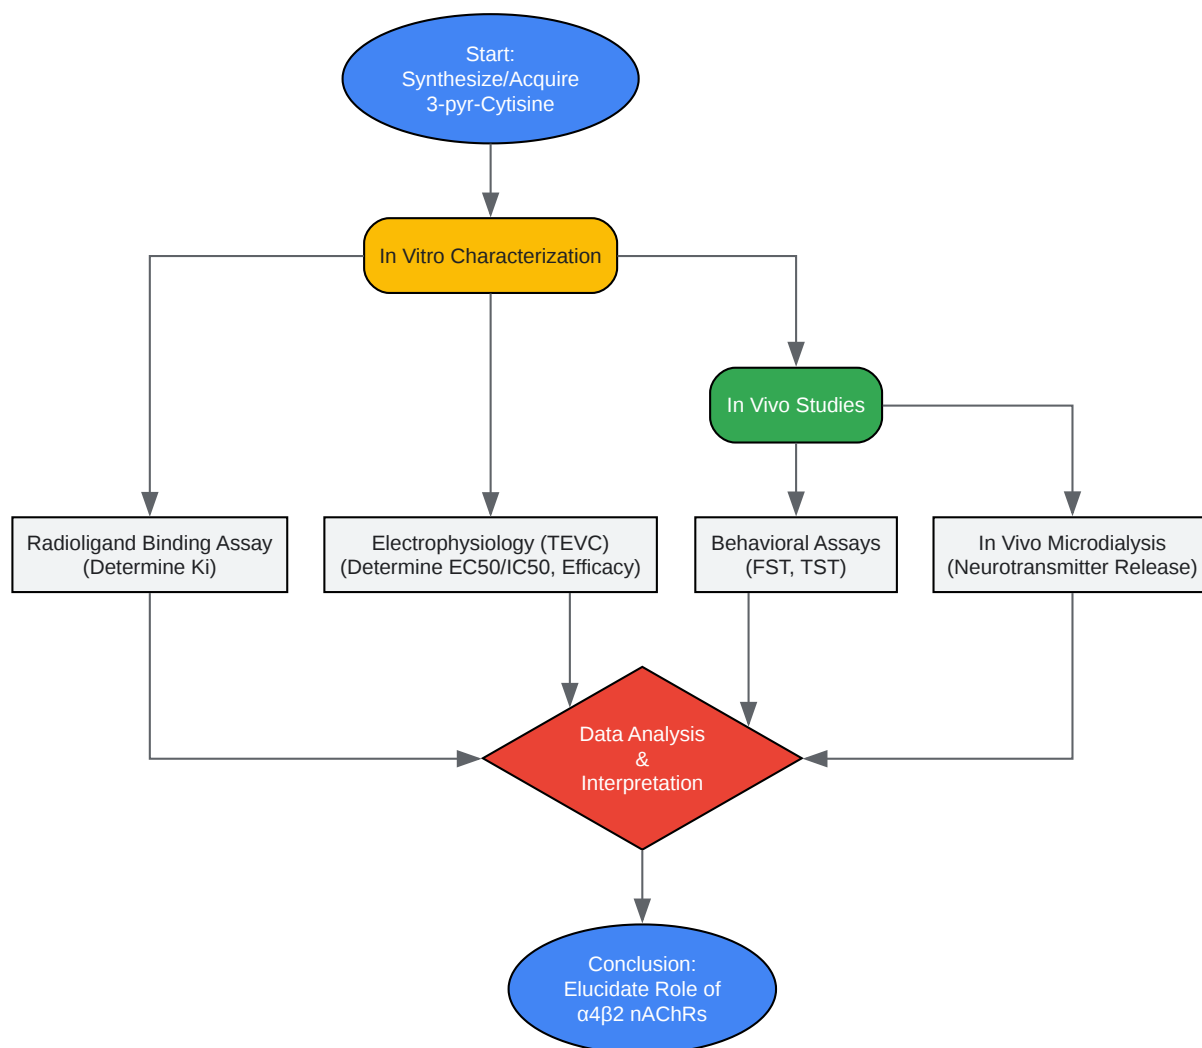 Start:
Synthesize/Acquire
3-pyr-Cytisine
In Vitro Characterization
In Vivo Studies
Radioligand Binding Assay
(Determine Ki)
Electrophysiology (TEVC)
(Determine EC50/IC50, Efficacy)
Behavioral Assays
(FST, TST)
In Vivo Microdialysis
(Neurotransmitter Release)
Data Analysis
&
Interpretation
Conclusion:
Elucidate Role of
α4β2 nAChRs